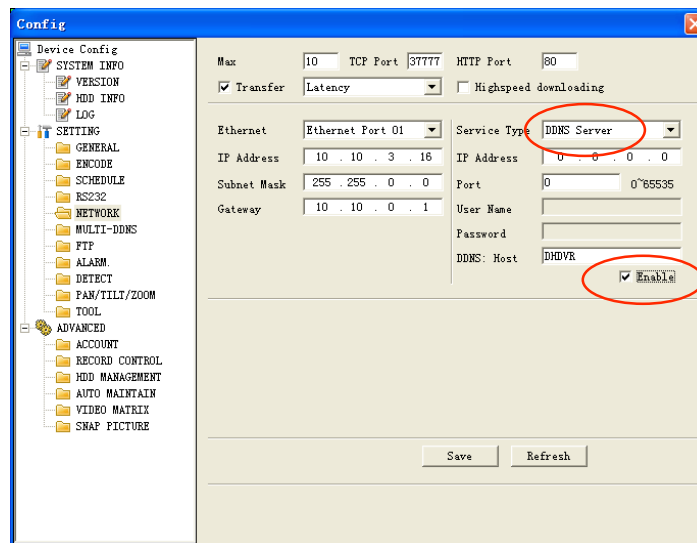 Config
Device Config
SYSTEM INFO
VERSION
HDD INFO
LOG
SETTING
GENERAL
ENCODE
SCHEDULE
RS232
NETWORK
MULTI-DDNS
FTP
ALARM.
DETECT
PAN/TILT/ZOOM
TOOL
ADVANCED
ACCOUNT
RECORD CONTROL
HDD MANAGEMENT
AUTO MAINTAIN
VIDEO MATRIX
SNAP PICTURE
Max 10 TCP Port 37777 HTTP Port 80
Transfer Latency Highspeed downloading
Ethernet Ethernet Port 01
IP Address 10 . 10 . 3 . 16
Subnet Mask 255 . 255 . 0 . 0
Gateway 10 . 10 . 0 . 1
Service Type DDNS Server
IP Address 0 . 0 . 0 . 0
Port 0 0~65535
User Name
Password
DDNS: Host DHDVR
Enable
Save Refresh